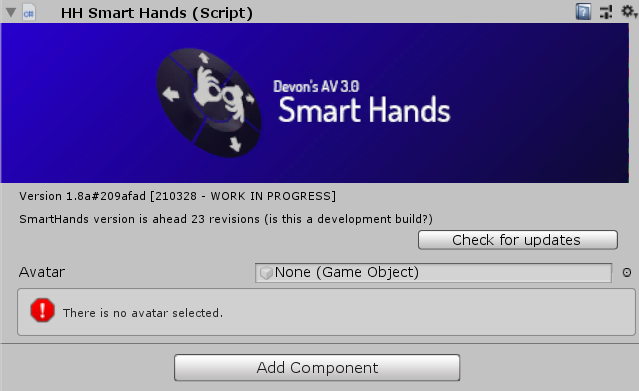 HH Smart Hands (Script)
Devon's AV 3.0
Smart Hands
Version 1.8a#209afad [210328 - WORK IN PROGRESS]
SmartHands version is ahead 23 revisions (is this a development build?)
Check for updates
Avatar None (Game Object)
There is no avatar selected.
Add Component